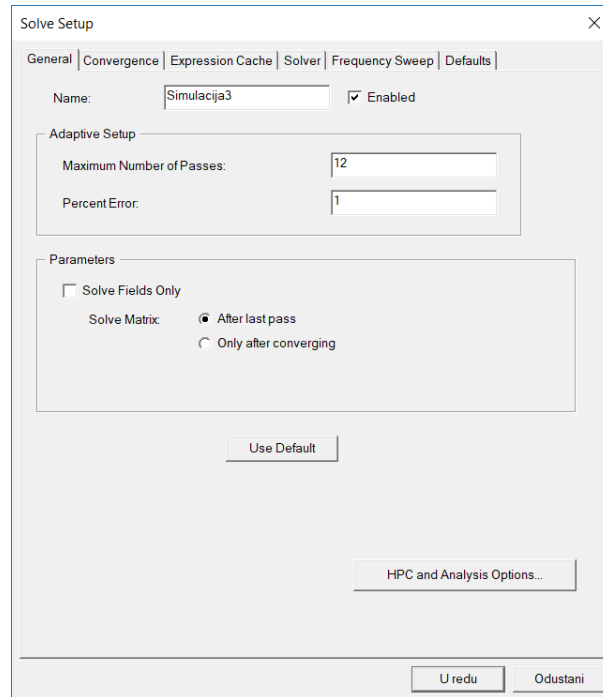 Solve Setup
General Convergence Expression Cache Solver Frequency Sweep Defaults
Name: Simulacija3 Enabled
Adaptive Setup
Maximum Number of Passes: 12
Percent Error: 1
Parameters
Solve Fields Only
Solve Matrix: After last pass
Only after converging
Use Default
HPC and Analysis Options...
U redu Odustani